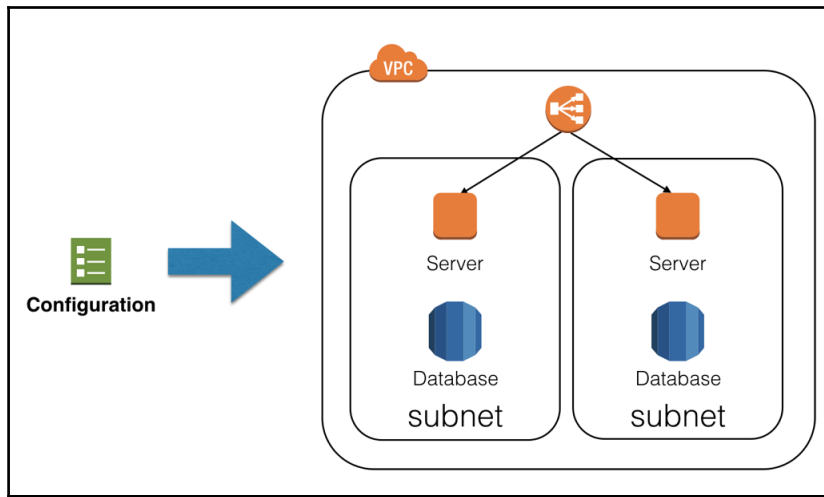 VPC
Configuration
Server
Server
Database
Database
subnet
subnet